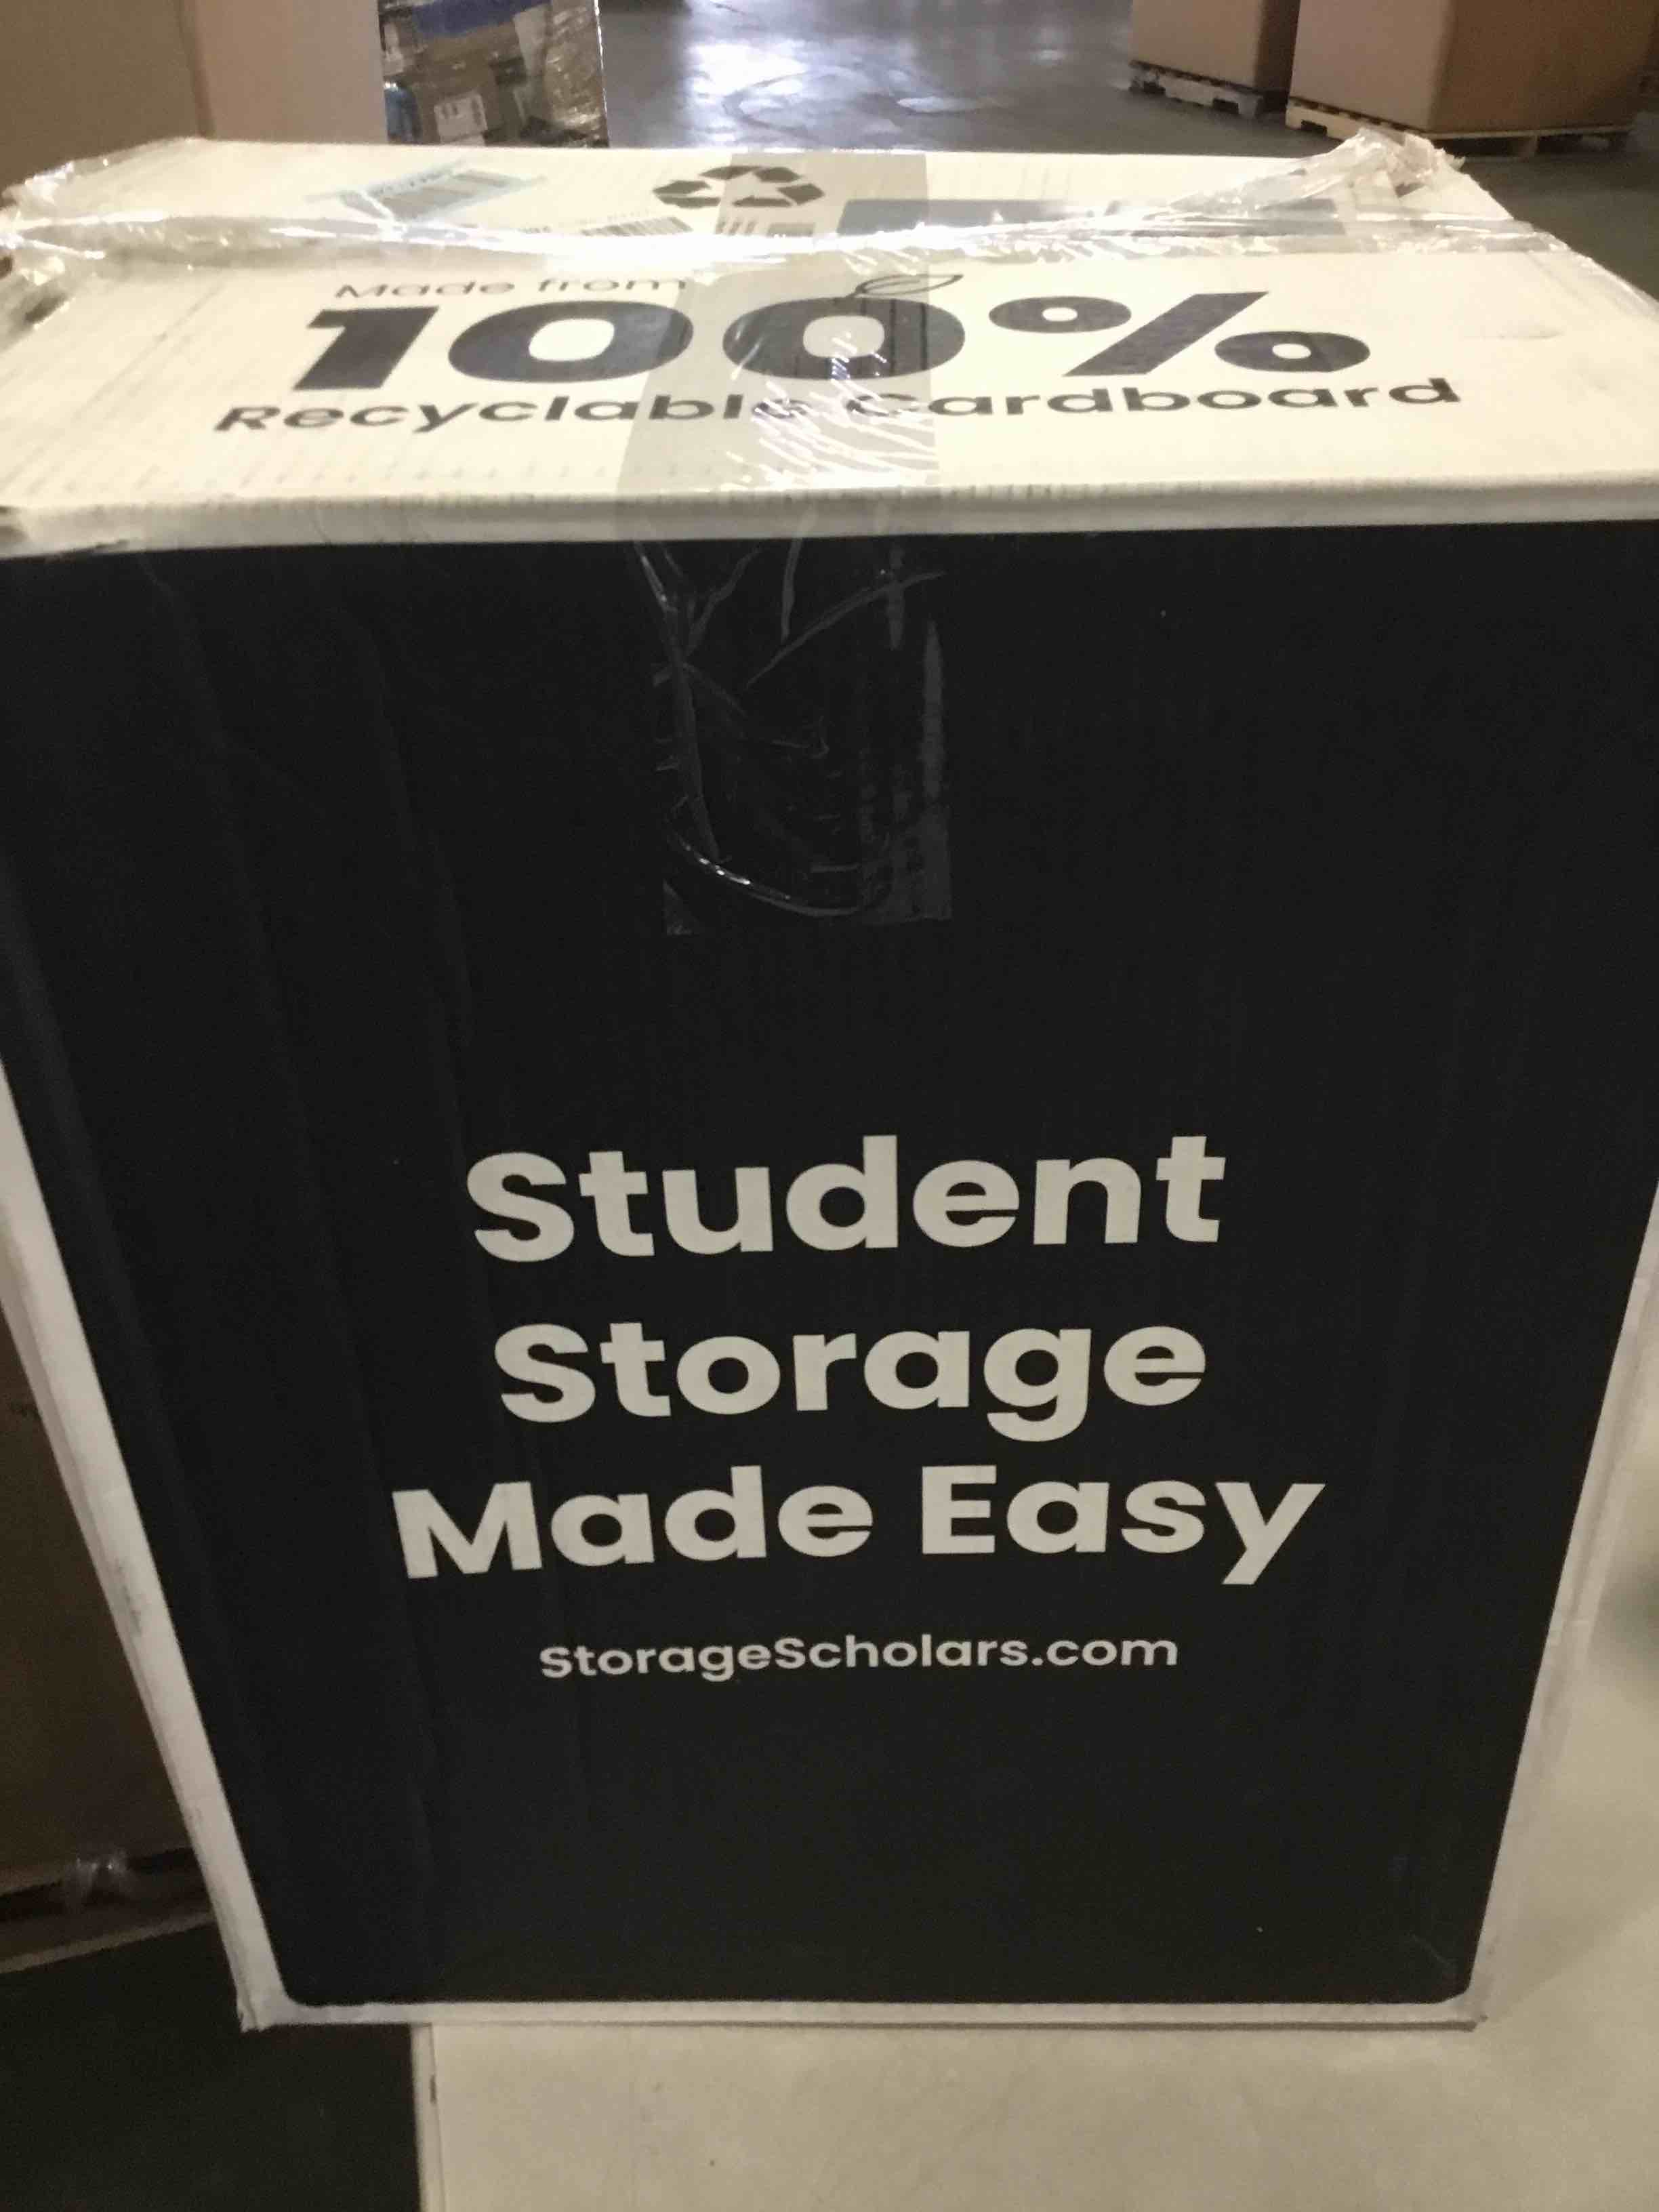 Made from
100%
Recyclable Cardboard
Student
Storage
Made Easy
StorageScholars.com